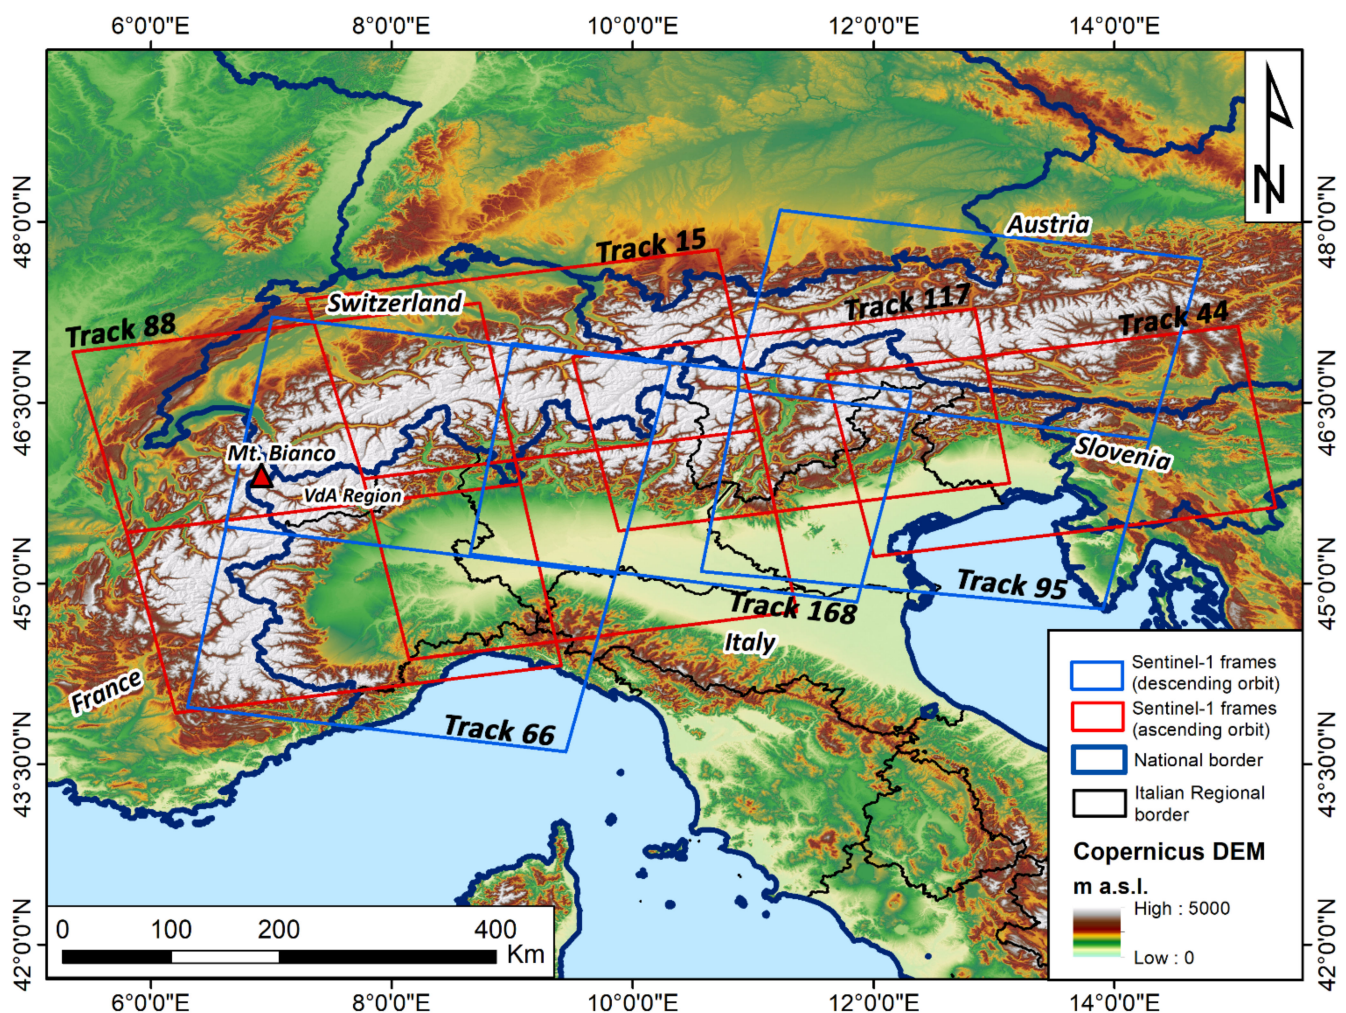 6°0'0"E
8°0'0"E
10°0'0"E
12°0'0"E
14°0'0"E
48°0'0"N
46°30'0"N
45°0'0"N
43°30'0"N
42°0'0"N
48°0'0"N
46°30'0"N
45°0'0"N
43°30'0"N
42°0'0"N
N
Austria
Track 15
Switzerland
Track 117
Track 44
Track 88
Mt. Bianco
VdA Region
Slovenia
Track 95
Track 168
Italy
France
Track 66
Sentinel-1 frames
(descending orbit)
Sentinel-1 frames
(ascending orbit)
National border
Italian Regional
border
Copernicus DEM
m a.s.l.
High : 5000
Low : 0
0
100
200
400
Km
6°0'0"E
8°0'0"E
10°0'0"E
12°0'0"E
14°0'0"E